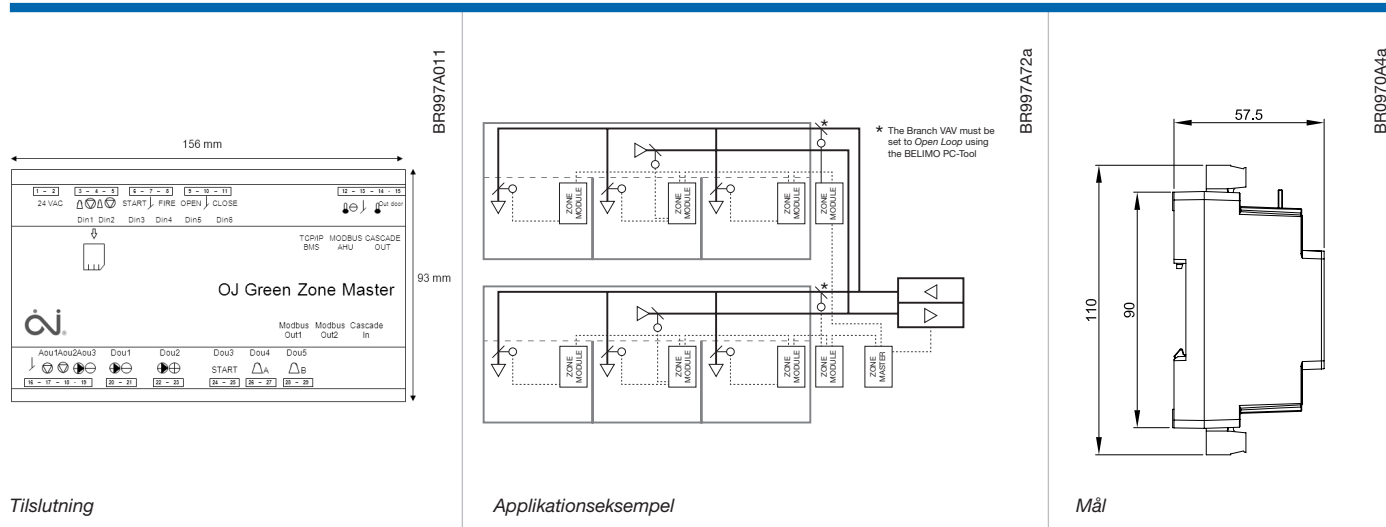 BR997A011
156 mm
1 - 2 3 - 4 - 5 6 - 7 - 8 9 - 10 - 11 12 - 13 - 14 - 15
24 VAC START FIRE OPEN CLOSE Out door
Din1 Din2 Din3 Din4 Din5 Din6
TCP/IP MODBUS CASCADE
BMS AHU OUT
93 mm
OJ Green Zone Master
OJ®
Modbus Modbus Cascade
Out1 Out2 In
Aou1 Aou2 Aou3 Dou1 Dou2 Dou3 Dou4 Dou5
START A B
16 - 17 - 18 - 19 20 - 21 22 - 23 24 - 25 26 - 27 28 - 29
Tilslutning
BR997A72a
* The Branch VAV must be
set to Open Loop using
the BELIMO PC-Tool
*
ZONE
MODULE
ZONE
MODULE
ZONE
MODULE
ZONE
MODULE
*
ZONE
MODULE
ZONE
MODULE
ZONE
MODULE
ZONE
MODULE
ZONE
MASTER
Applikationseksempel
BR0970A4a
57.5
110
90
Mål